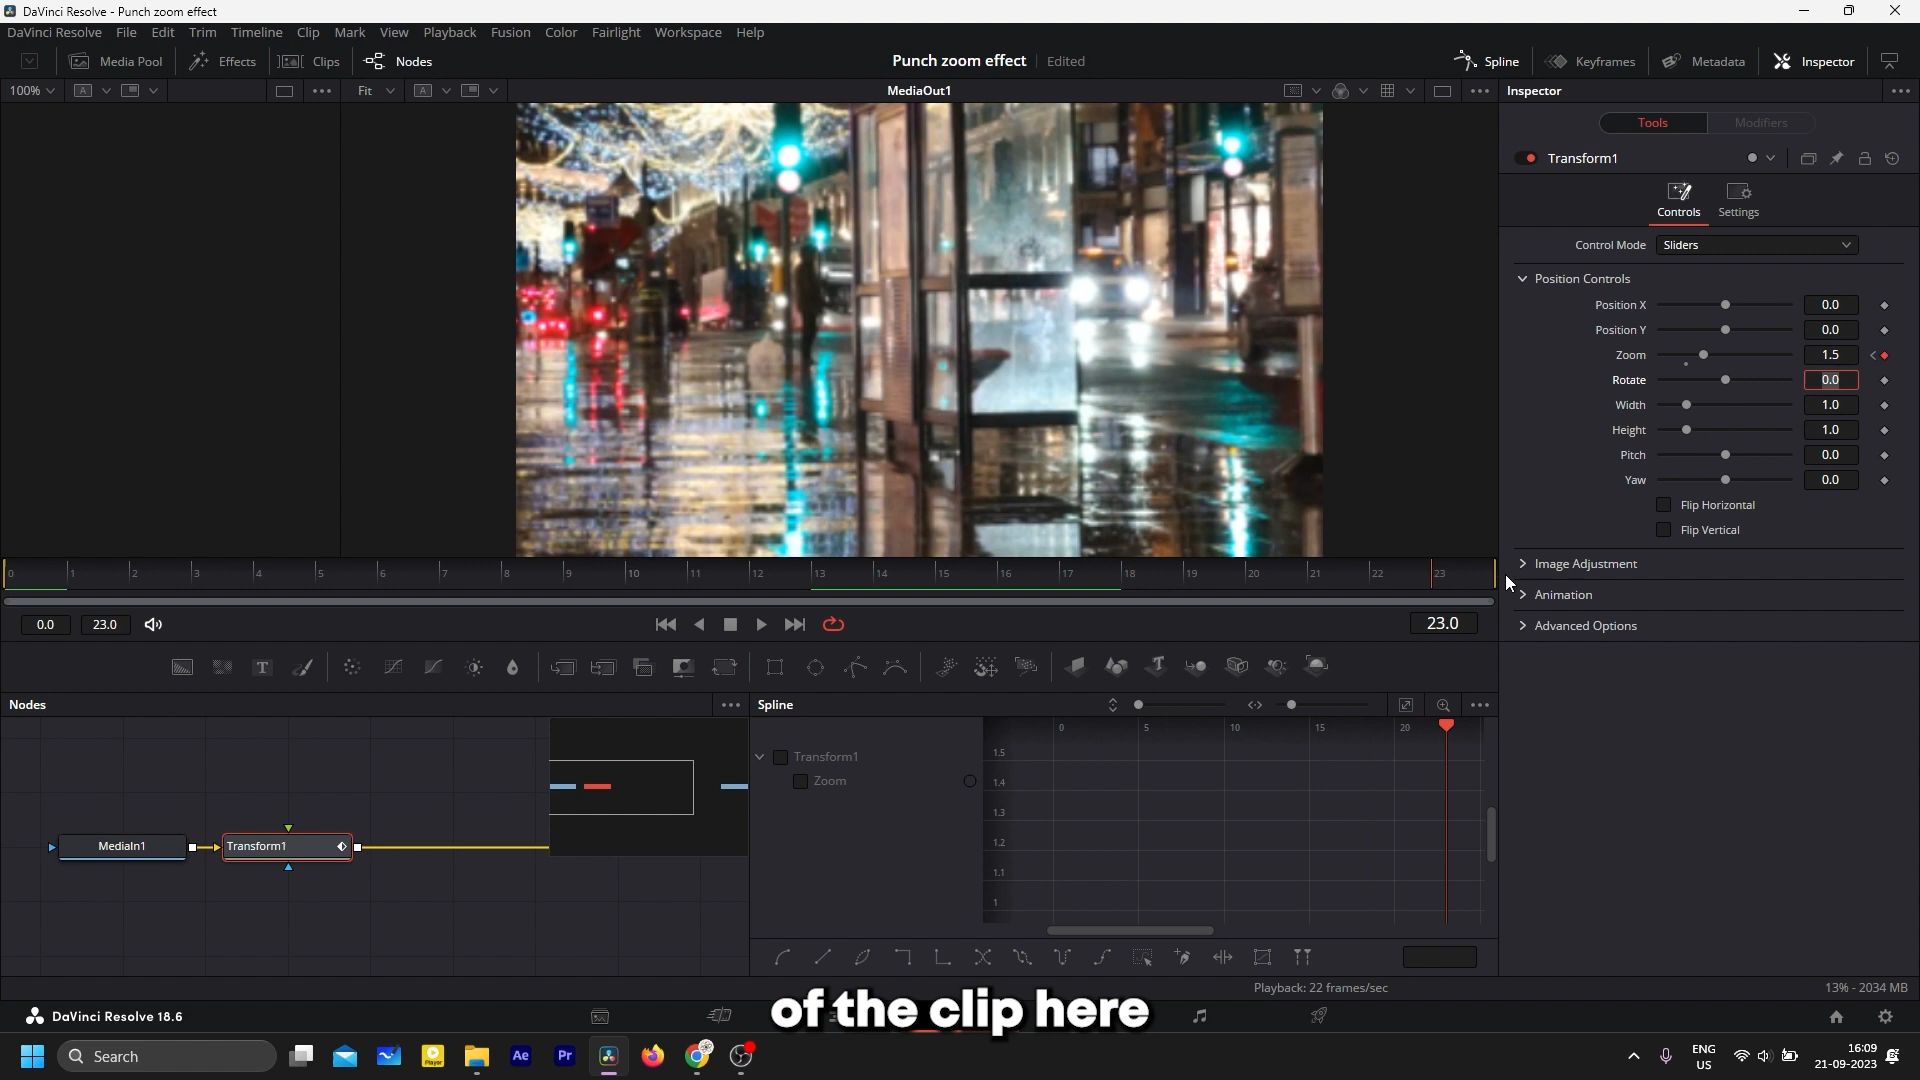 DaVinci Resolve - Punch zoom effect
DaVinci Resolve File Edit Trim Timeline Clip Mark View Playback Fusion Color Fairlight Workspace Help
Media Pool Effects Clips Nodes Punch zoom effect Edited Spline Keyframes Metadata Inspector
100% A Fit A MediaOut1 Inspector
Tools Modifiers
Transform1
Controls Settings
Control Mode Sliders
Position Controls
Position X 0.0
Position Y 0.0
Zoom 1.5
Rotate 0.0
Width 1.0
Height 1.0
Pitch 0.0
Yaw 0.0
Flip Horizontal
Flip Vertical
Image Adjustment
Animation
Advanced Options
0 1 2 3 4 5 6 7 8 9 10 11 12 13 14 15 16 17 18 19 20 21 22 23
0.0 23.0 23.0
T
Nodes
MediaIn1 Transform1
Spline
Transform1
Zoom
0 5 10 15 20
1.5
1.4
1.3
1.2
1.1
1
Playback: 22 frames/sec 13% - 2034 MB
of the clip here
DaVinci Resolve 18.6
Search Player Ae Pr
ENG
US
16:09
21-09-2023